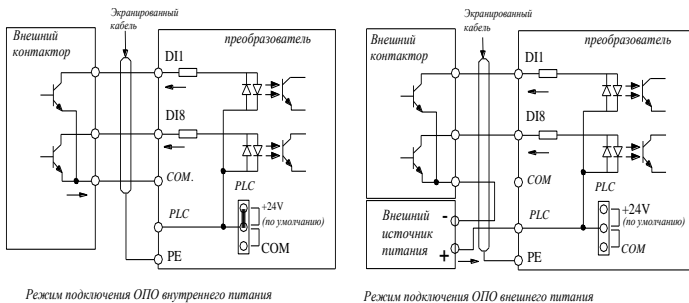 Экранированный
кабель
Внешний
контактор
преобразователь
DI1
DI8
COM.
PLC
PLC
+24V
(по умолчанию)
COM
PE
Режим подключения ОПО внутреннего питания
Экранированный
кабель
Внешний
контактор
преобразователь
DI1
DI8
COM
PLC
PLC
+24V
(по умолчанию)
COM
Внешний
источник
питания
-
+
PE
Режим подключения ОПО внешнего питания